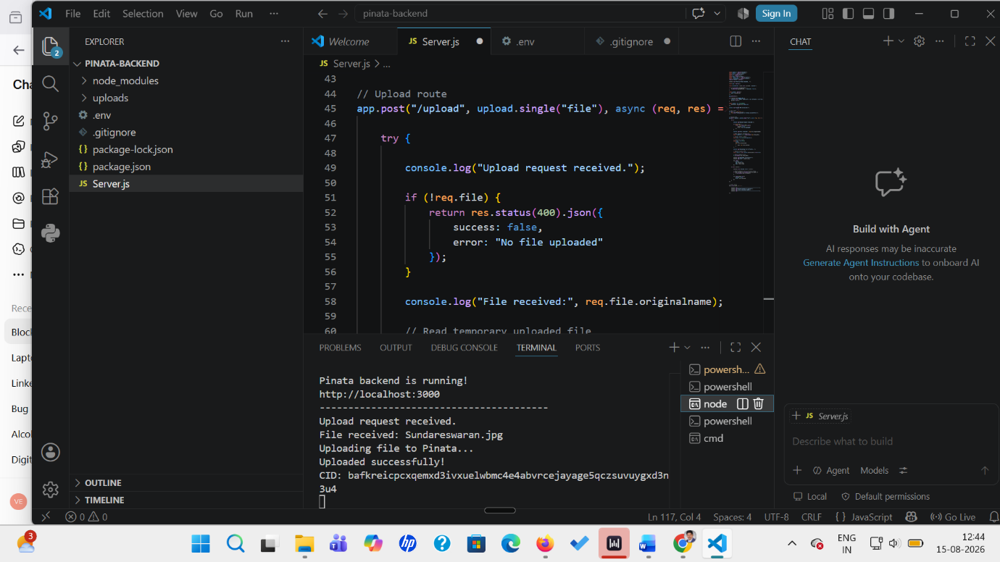 File Edit Selection View Go Run ···
pinata-backend
Sign In
EXPLORER
PINATA-BACKEND
node_modules
uploads
.env
.gitignore
{} package-lock.json
{} package.json
JS Server.js
OUTLINE
TIMELINE
2
Welcome
JS Server.js
.env
.gitignore
JS Server.js > ...
43
44 // Upload route
45 app.post("/upload", upload.single("file"), async (req, res) =
46
47 try {
48
49 console.log("Upload request received.");
50
51 if (!req.file) {
52 return res.status(400).json({
53 success: false,
54 error: "No file uploaded"
55 });
56 }
57
58 console.log("File received:", req.file.originalname);
59
60 // Read temporary uploaded file
PROBLEMS OUTPUT DEBUG CONSOLE TERMINAL PORTS
Pinata backend is running!
http://localhost:3000
--------------------------------------
Upload request received.
File received: Sundareswaran.jpg
Uploading file to Pinata...
Uploaded successfully!
CID: bafkreicpcxqemxd3ivxuelwbmc4e4abvrcejayage5qczsuvuygxd3n
3u4
powersh...
powershell
node
powershell
cmd
CHAT
Build with Agent
AI responses may be inaccurate
Generate Agent Instructions to onboard AI
onto your codebase.
JS Server.js
Describe what to build
Agent Models
Local Default permissions
0 0
Ln 117, Col 4 Spaces: 4 UTF-8 CRLF {} JavaScript Go Live
Cha
Rece
Block
Lapto
Linke
Bug
Alcol
Digit
VE
3
ENG
IN
12:44
15-08-2026